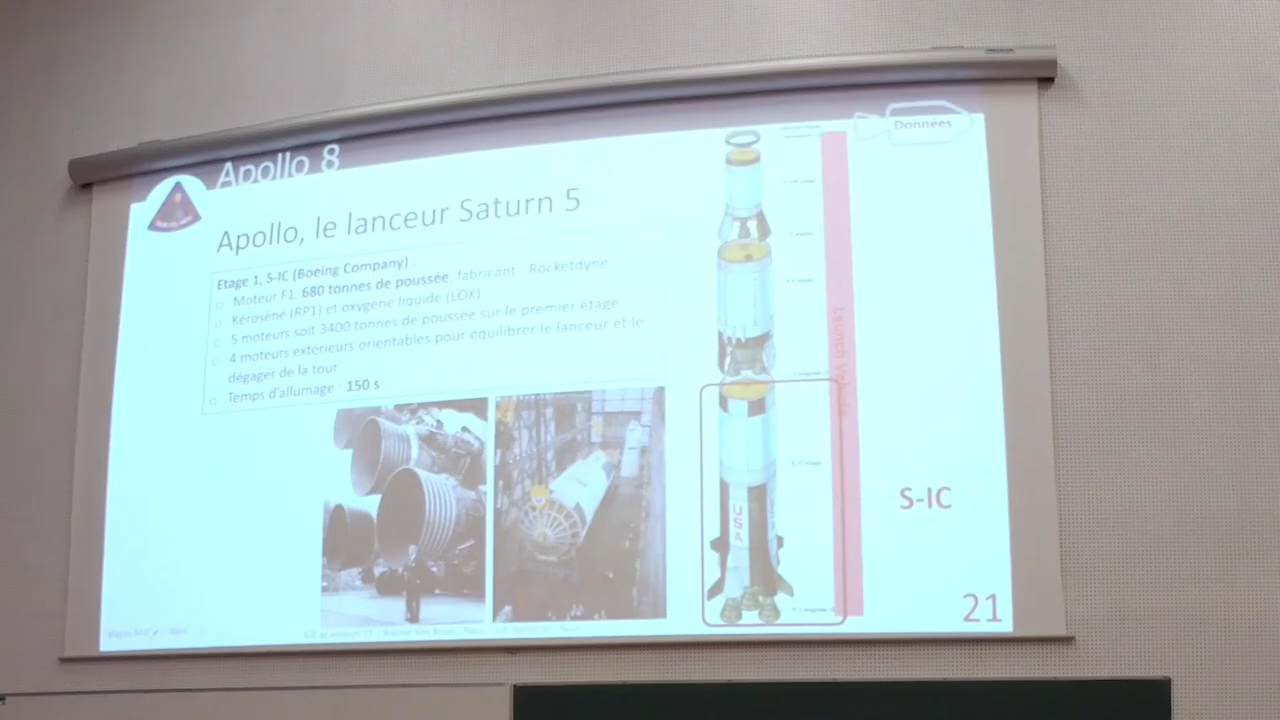 Données
Apollo 8
Apollo, le lanceur Saturn 5
Etage 1, S-IC (Boeing Company) :
Moteur F1, 680 tonnes de poussée, fabricant Rocketdyne
Kérosène (RP1) et oxygène liquide (LOX)
5 moteurs soit 3400 tonnes de poussée sur le premier étage
4 moteurs extérieurs orientables pour équilibrer le lanceur et le
dégager de la tour
Temps d'allumage 150 s
Launch
USA
S-IC
21